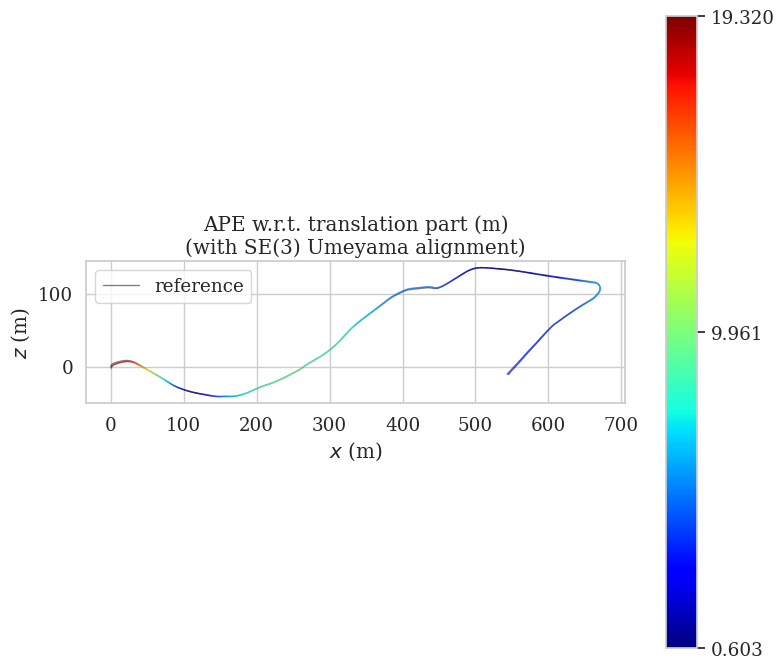 19.320
APE w.r.t. translation part (m)
(with SE(3) Umeyama alignment)
reference
100
0
z (m)
0 100 200 300 400 500 600 700
x (m)
9.961
0.603